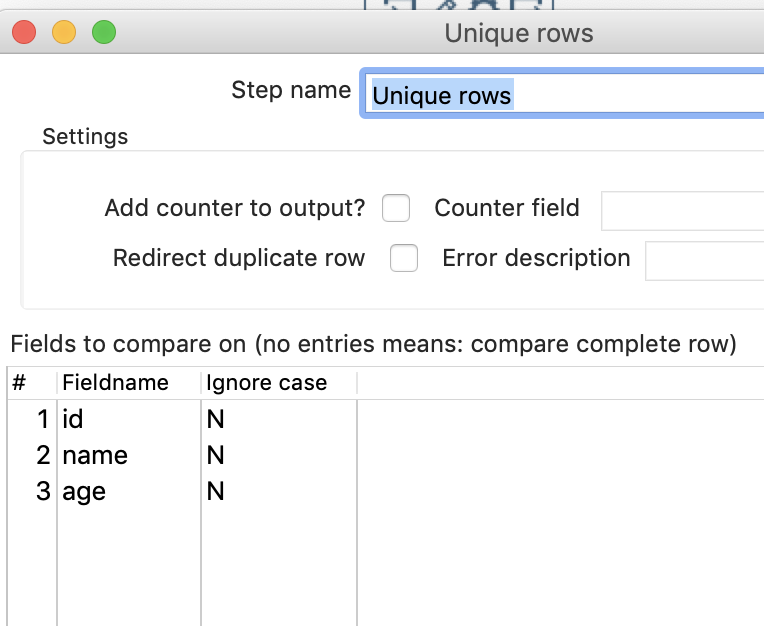 Unique rows
Step name Unique rows
Settings
Add counter to output? Counter field
Redirect duplicate row Error description
Fields to compare on (no entries means: compare complete row)
# Fieldname Ignore case
1 id N
2 name N
3 age N